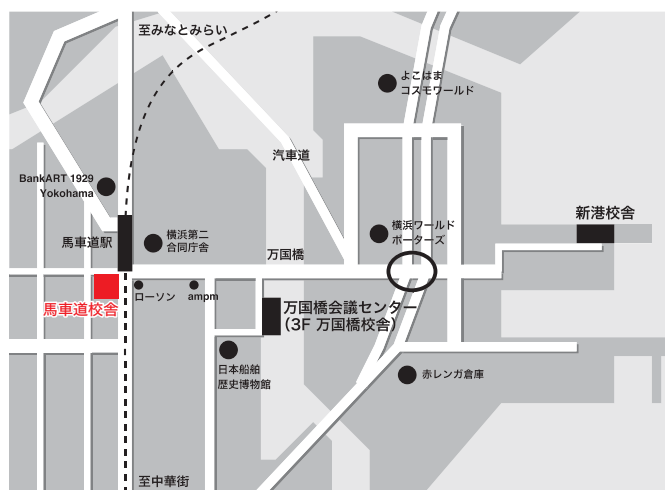 至みなとみらい
よこはま
コスモワールド
汽車道
BankART 1929
Yokohama
横浜ワールド
ポーターズ
新港校舎
馬車道駅
横浜第二
合同庁舎
万国橋
馬車道校舎
ローソン
ampm
万国橋会議センター
（3F 万国橋校舎）
日本船舶
歴史博物館
赤レンガ倉庫
至中華街